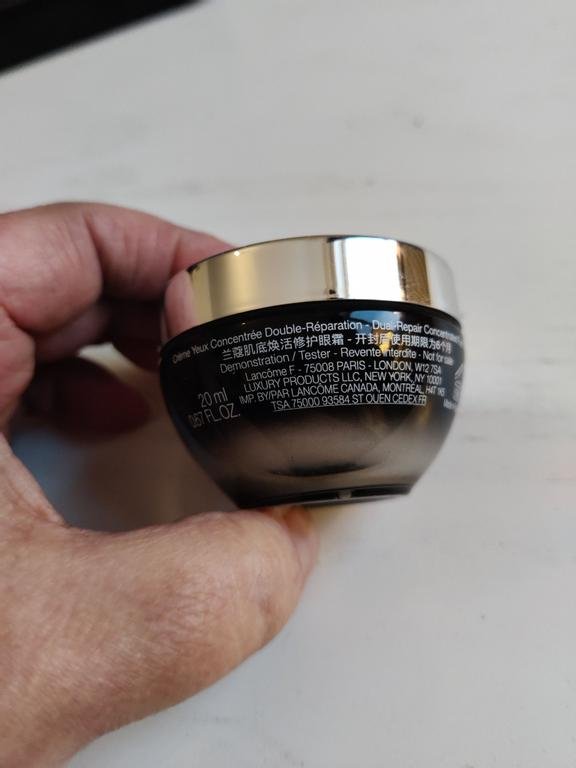 Crème Yeux Concentrée Double-Réparation - Dual-Repair Concentrated
兰蔻肌底焕活修护眼霜 - 开封后使用期限为6个月
Demonstration / Tester - Revente interdite - Not for sale
Lancôme F - 75008 PARIS - LONDON, W12 7SA
LUXURY PRODUCTS LLC, NEW YORK, NY 10001
IMP. BY/PAR LANCÔME CANADA, MONTREAL, H4T 1K5
TSA 75000 93584 ST OUEN CEDEX FR
20 ml
0.67 FL.OZ.